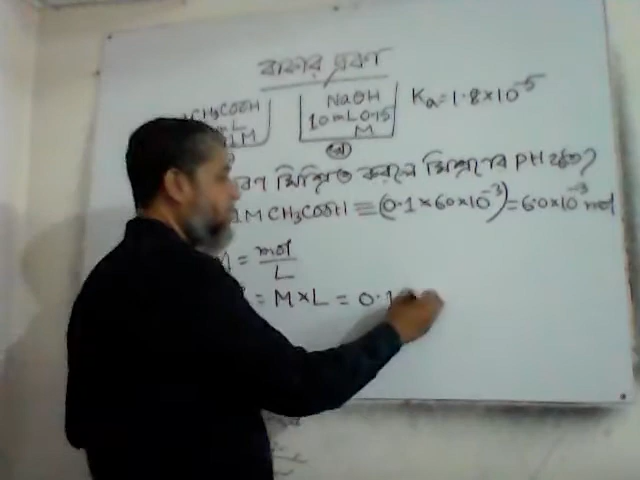 বাফার দ্রবণ
CH₃COOH
NaOH
10 mL 0.15
M
Ka=1.8×10⁻⁵
মিশ্রিত করলে মিশ্রণের PH কত?
1M CH₃COOH ≡ (0.1×60×10⁻³) = 6.0×10⁻³ mol
= mol/L
= M×L = 0.1